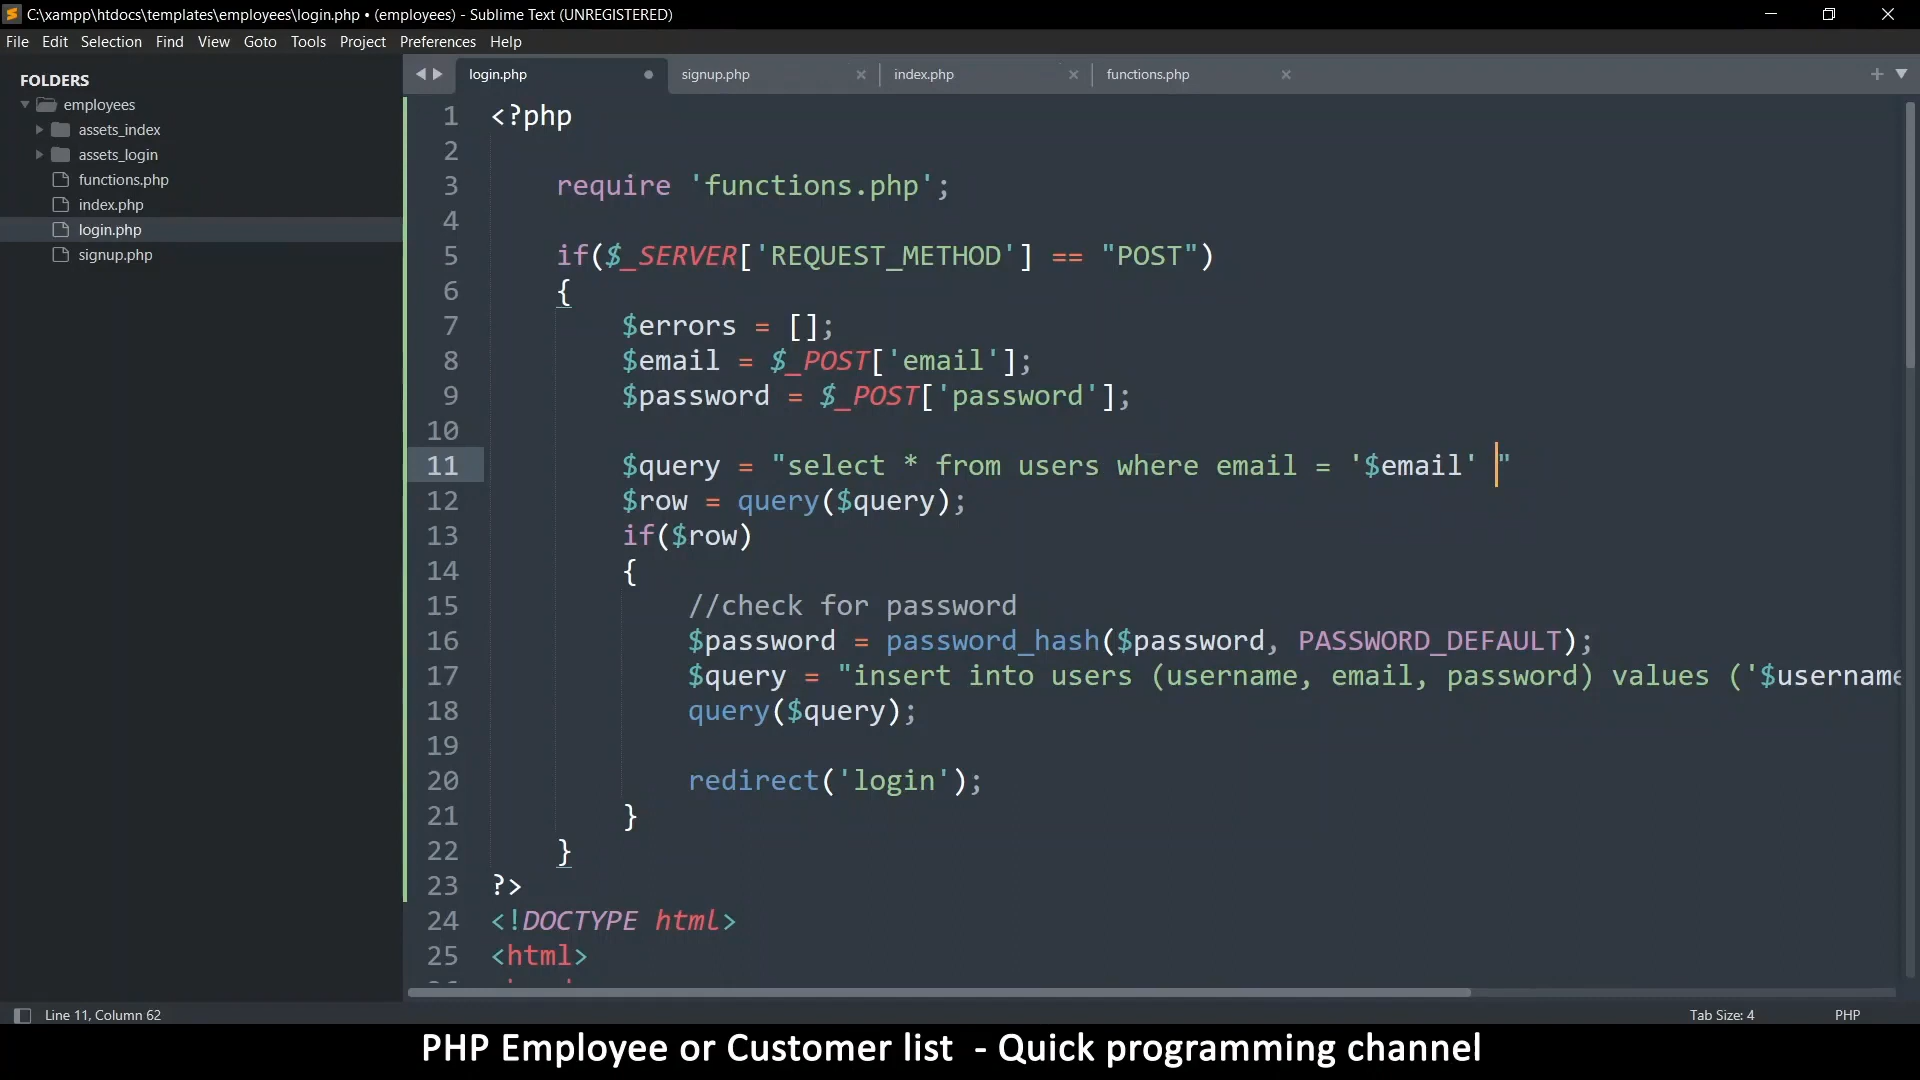 C:\xampp\htdocs\templates\employees\login.php • (employees) - Sublime Text (UNREGISTERED)
File Edit Selection Find View Goto Tools Project Preferences Help
FOLDERS
employees
assets_index
assets_login
functions.php
index.php
login.php
signup.php
login.php signup.php index.php functions.php
1 <?php
2
3 require 'functions.php';
4
5 if($_SERVER['REQUEST_METHOD'] == "POST")
6 {
7 $errors = [];
8 $email = $_POST['email'];
9 $password = $_POST['password'];
10
11 $query = "select * from users where email = '$email' "
12 $row = query($query);
13 if($row)
14 {
15 //check for password
16 $password = password_hash($password, PASSWORD_DEFAULT);
17 $query = "insert into users (username, email, password) values ('$username
18 query($query);
19
20 redirect('login');
21 }
22 }
23 ?>
24 <!DOCTYPE html>
25 <html>
Line 11, Column 62
Tab Size: 4 PHP
PHP Employee or Customer list - Quick programming channel